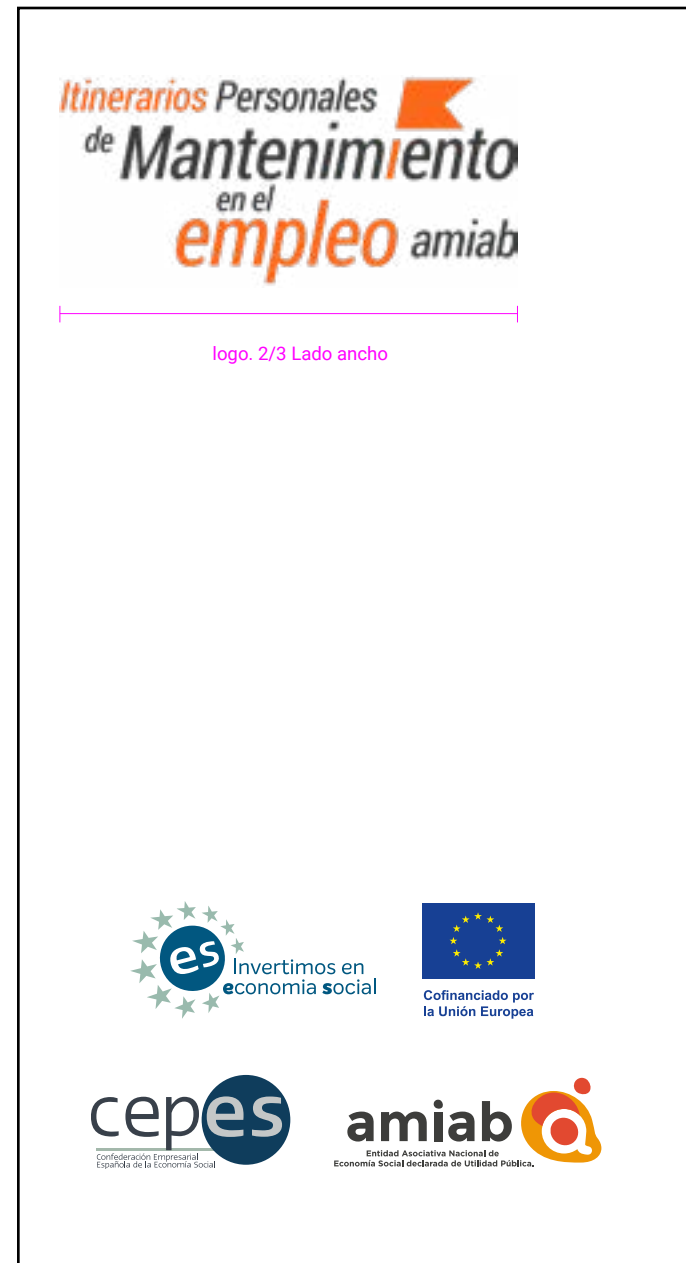 Itinerarios Personales
de Mantenimiento
en el
empleo amiab
logo. 2/3 Lado ancho
es
Invertimos en
economia social
Cofinanciado por
la Unión Europea
cepes
Confederación Empresarial
Española de la Economía Social
amiab
Entidad Asociativa Nacional de
Economía Social declarada de Utilidad Pública.